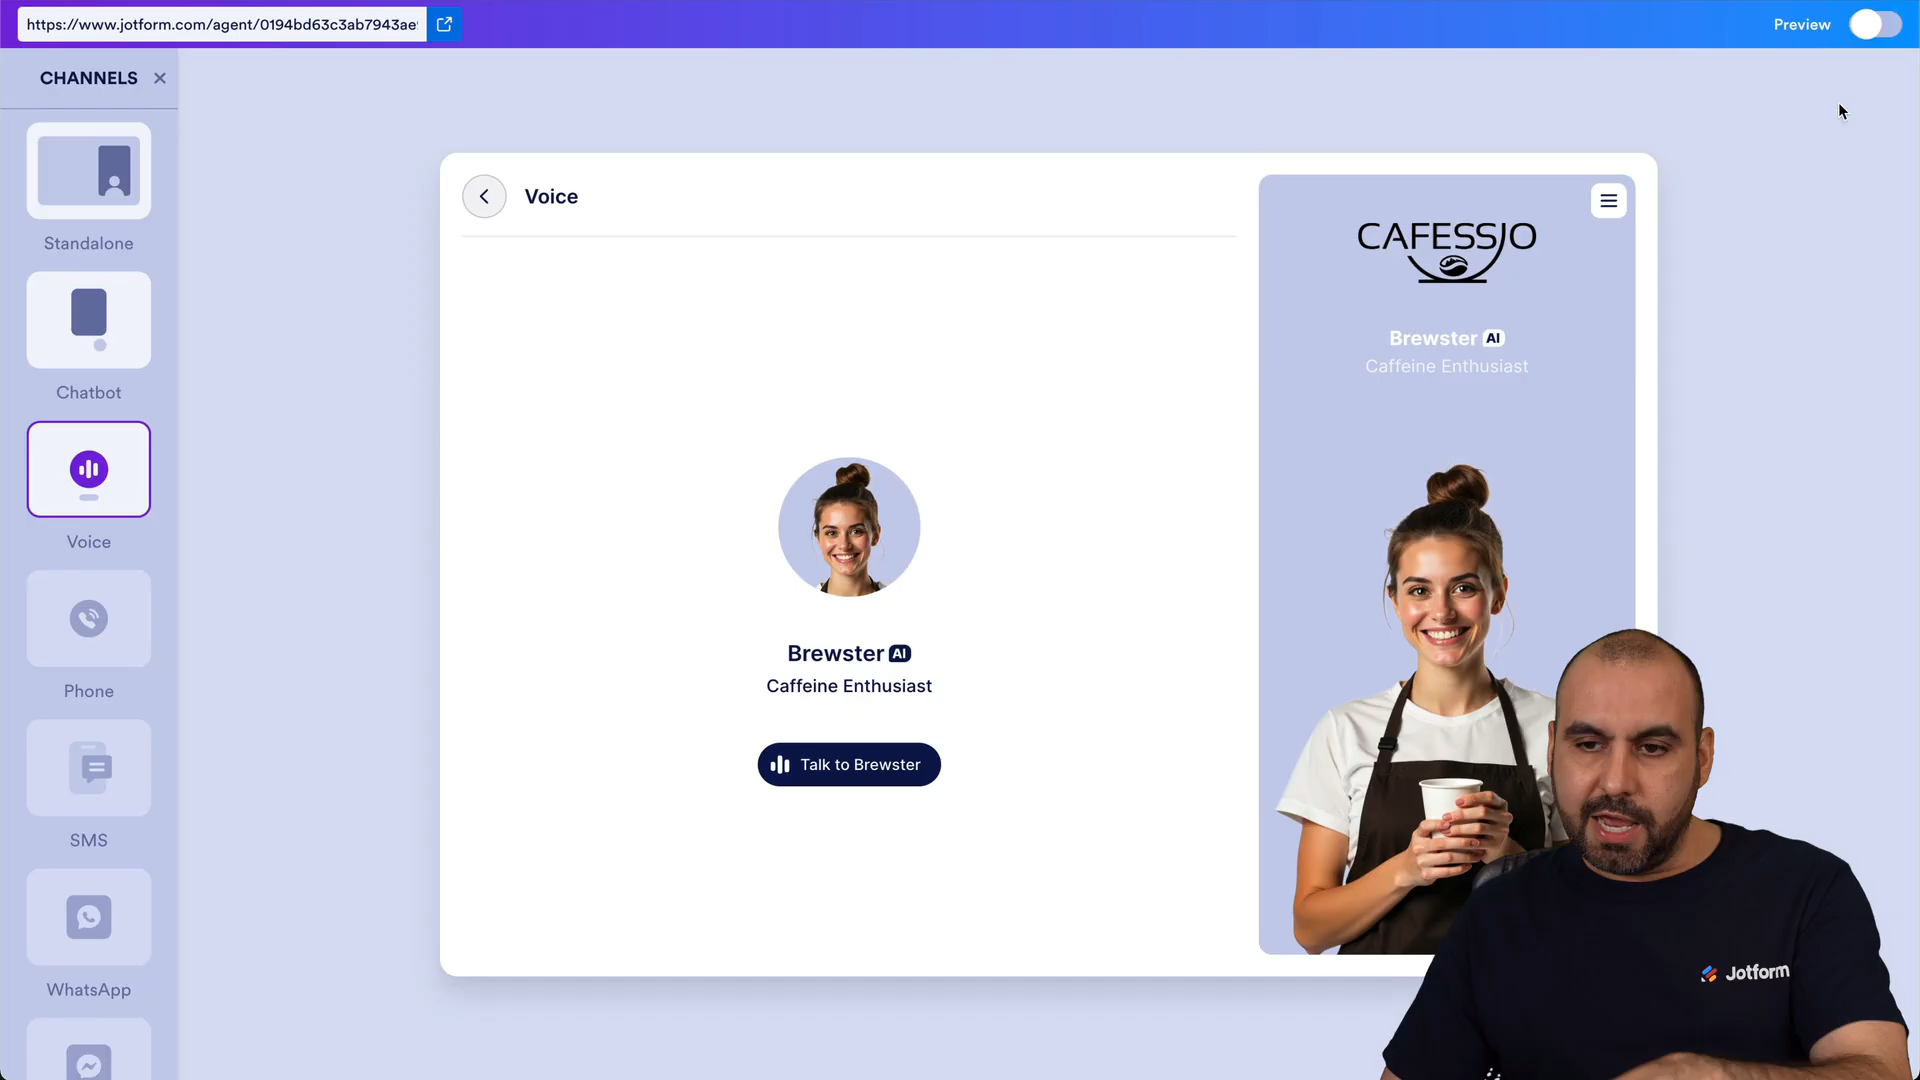 https://www.jotform.com/agent/0194bd63c3ab7943ae
Preview
CHANNELS
Standalone
Chatbot
Voice
Phone
SMS
WhatsApp
Voice
Brewster AI
Caffeine Enthusiast
Talk to Brewster
CAFESSJO
Brewster AI
Caffeine Enthusiast
Jotform